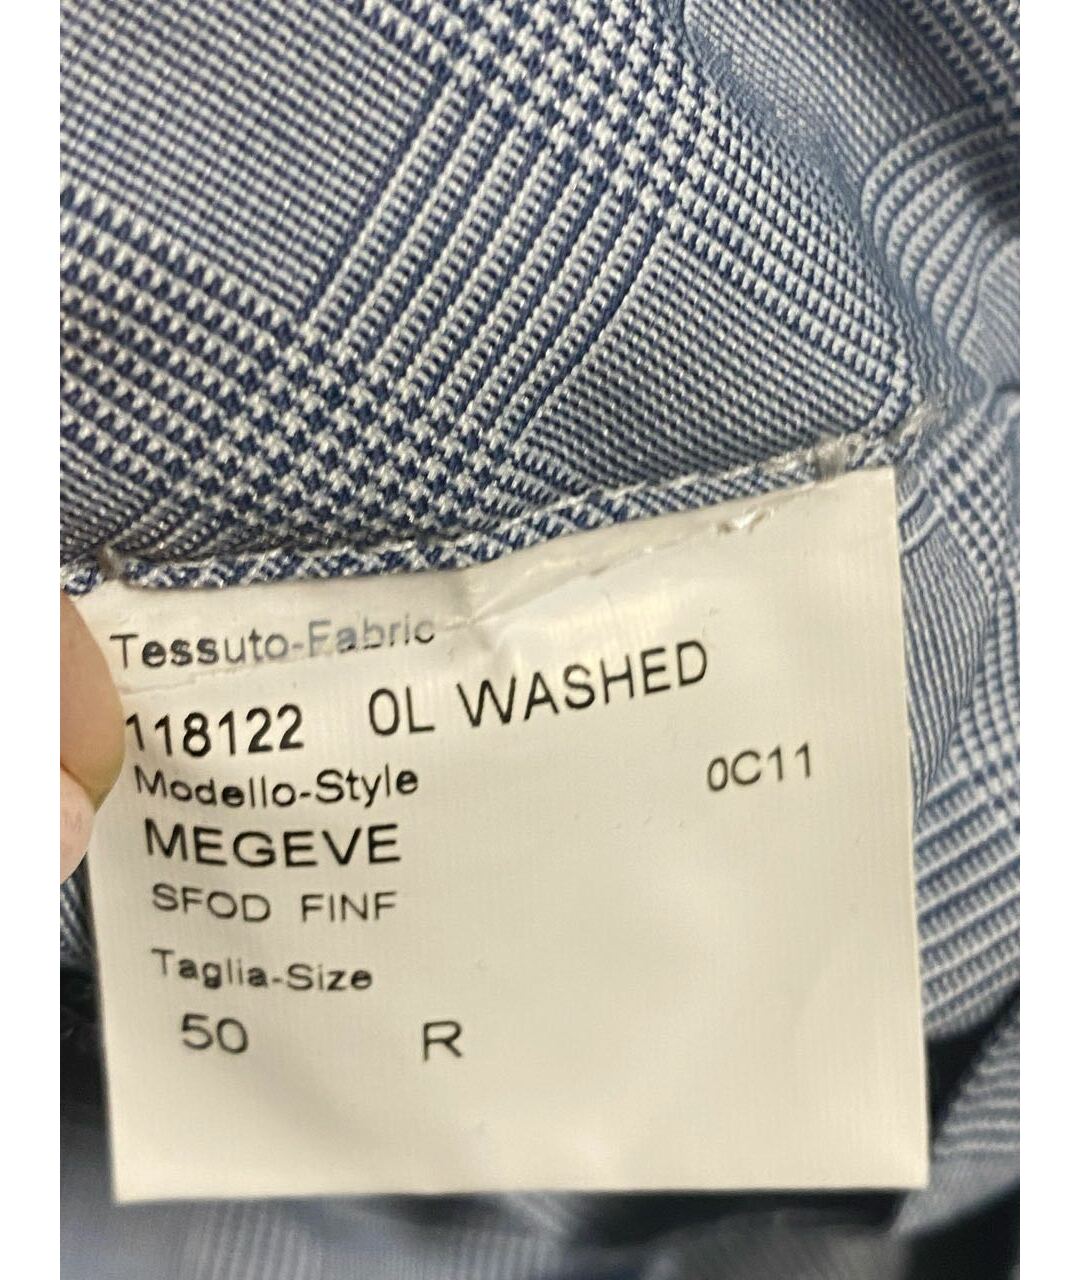 Tessuto-Fabric
118122 0L WASHED
Modello-Style 0C11
MEGEVE
SFOD FINF
Taglia-Size
50 R